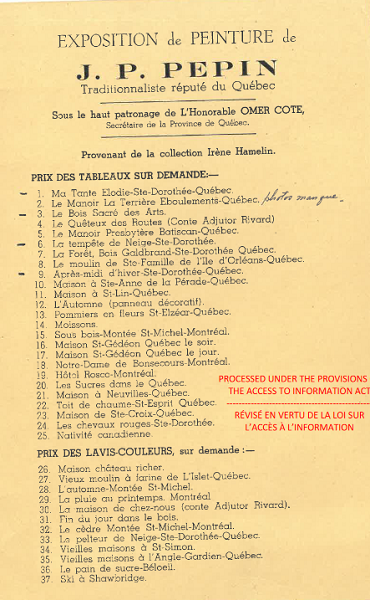 EXPOSITION de PEINTURE de
J. P. PEPIN
Traditionnaliste réputé du Québec
Sous le haut patronage de L'Honorable OMER COTE,
Secrétaire de la Province de Québec.
Provenant de la collection Irène Hamelin.
PRIX DES TABLEAUX SUR DEMANDE:—
1. Ma Tante Elodie-Ste-Dorothée-Québec.
2. Le Manoir La Terrière Eboulements-Québec. photos manque.
3. Le Bois Sacré des Arts.
4. Le Quêteux des Routes (Conte Adjutor Rivard)
5. Le Manoir Presbytère Batiscan-Québec.
6. La tempête de Neige-Ste-Dorothée.
7. La Forêt, Bois Galdbrand-Ste-Dorothée Québec.
8. Le moulin de Ste-Famille de l'Ile d'Orléans-Québec.
9. Après-midi d'hiver-Ste-Dorothée-Québec.
10. Maison à Ste-Anne de la Pérade-Québec.
11. Maison à St-Lin-Québec.
12. L'Automne (panneau décoratif).
13. Pommiers en fleurs St-Elzéar-Québec.
14. Moissons.
15. Sous bois-Montée St-Michel-Montréal.
16. Maison St-Gédéon Québec le soir.
17. Maison St-Gédéon Québec le jour.
18. Notre-Dame de Bonsecours-Montréal.
19. Hôtel Rosco-Montréal.
20. Les Sucres dans le Québec.
21. Maison à Neuvilles-Québec.
22. Toit de chaume-St-Esprit Québec.
23. Maison de Ste-Croix-Québec.
24. Les chevaux rouges-Ste-Dorothée.
25. Nativité canadienne.
PROCESSED UNDER THE PROVISIONS
THE ACCESS TO INFORMATION ACT
RÉVISÉ EN VERTU DE LA LOI SUR
L'ACCÈS À L'INFORMATION
PRIX DES LAVIS-COULEURS, sur demande :—
26. Maison château richer.
27. Vieux moulin à farine de L'Islet-Québec.
28. L'automne-Montée St-Michel.
29. La pluie au printemps. Montréal
30. La maison de chez-nous (conte Adjutor Rivard).
31. Fin du jour dans le bois.
32. Le cèdre Montée St-Michel-Montréal.
33. La pelteur de Neige-Ste-Dorothée-Québec.
34. Vieilles maisons à St-Simon.
35. Vieilles maisons à l'Angle-Gardien-Québec.
36. Le pain de sucre-Béloeil.
37. Ski à Shawbridge.